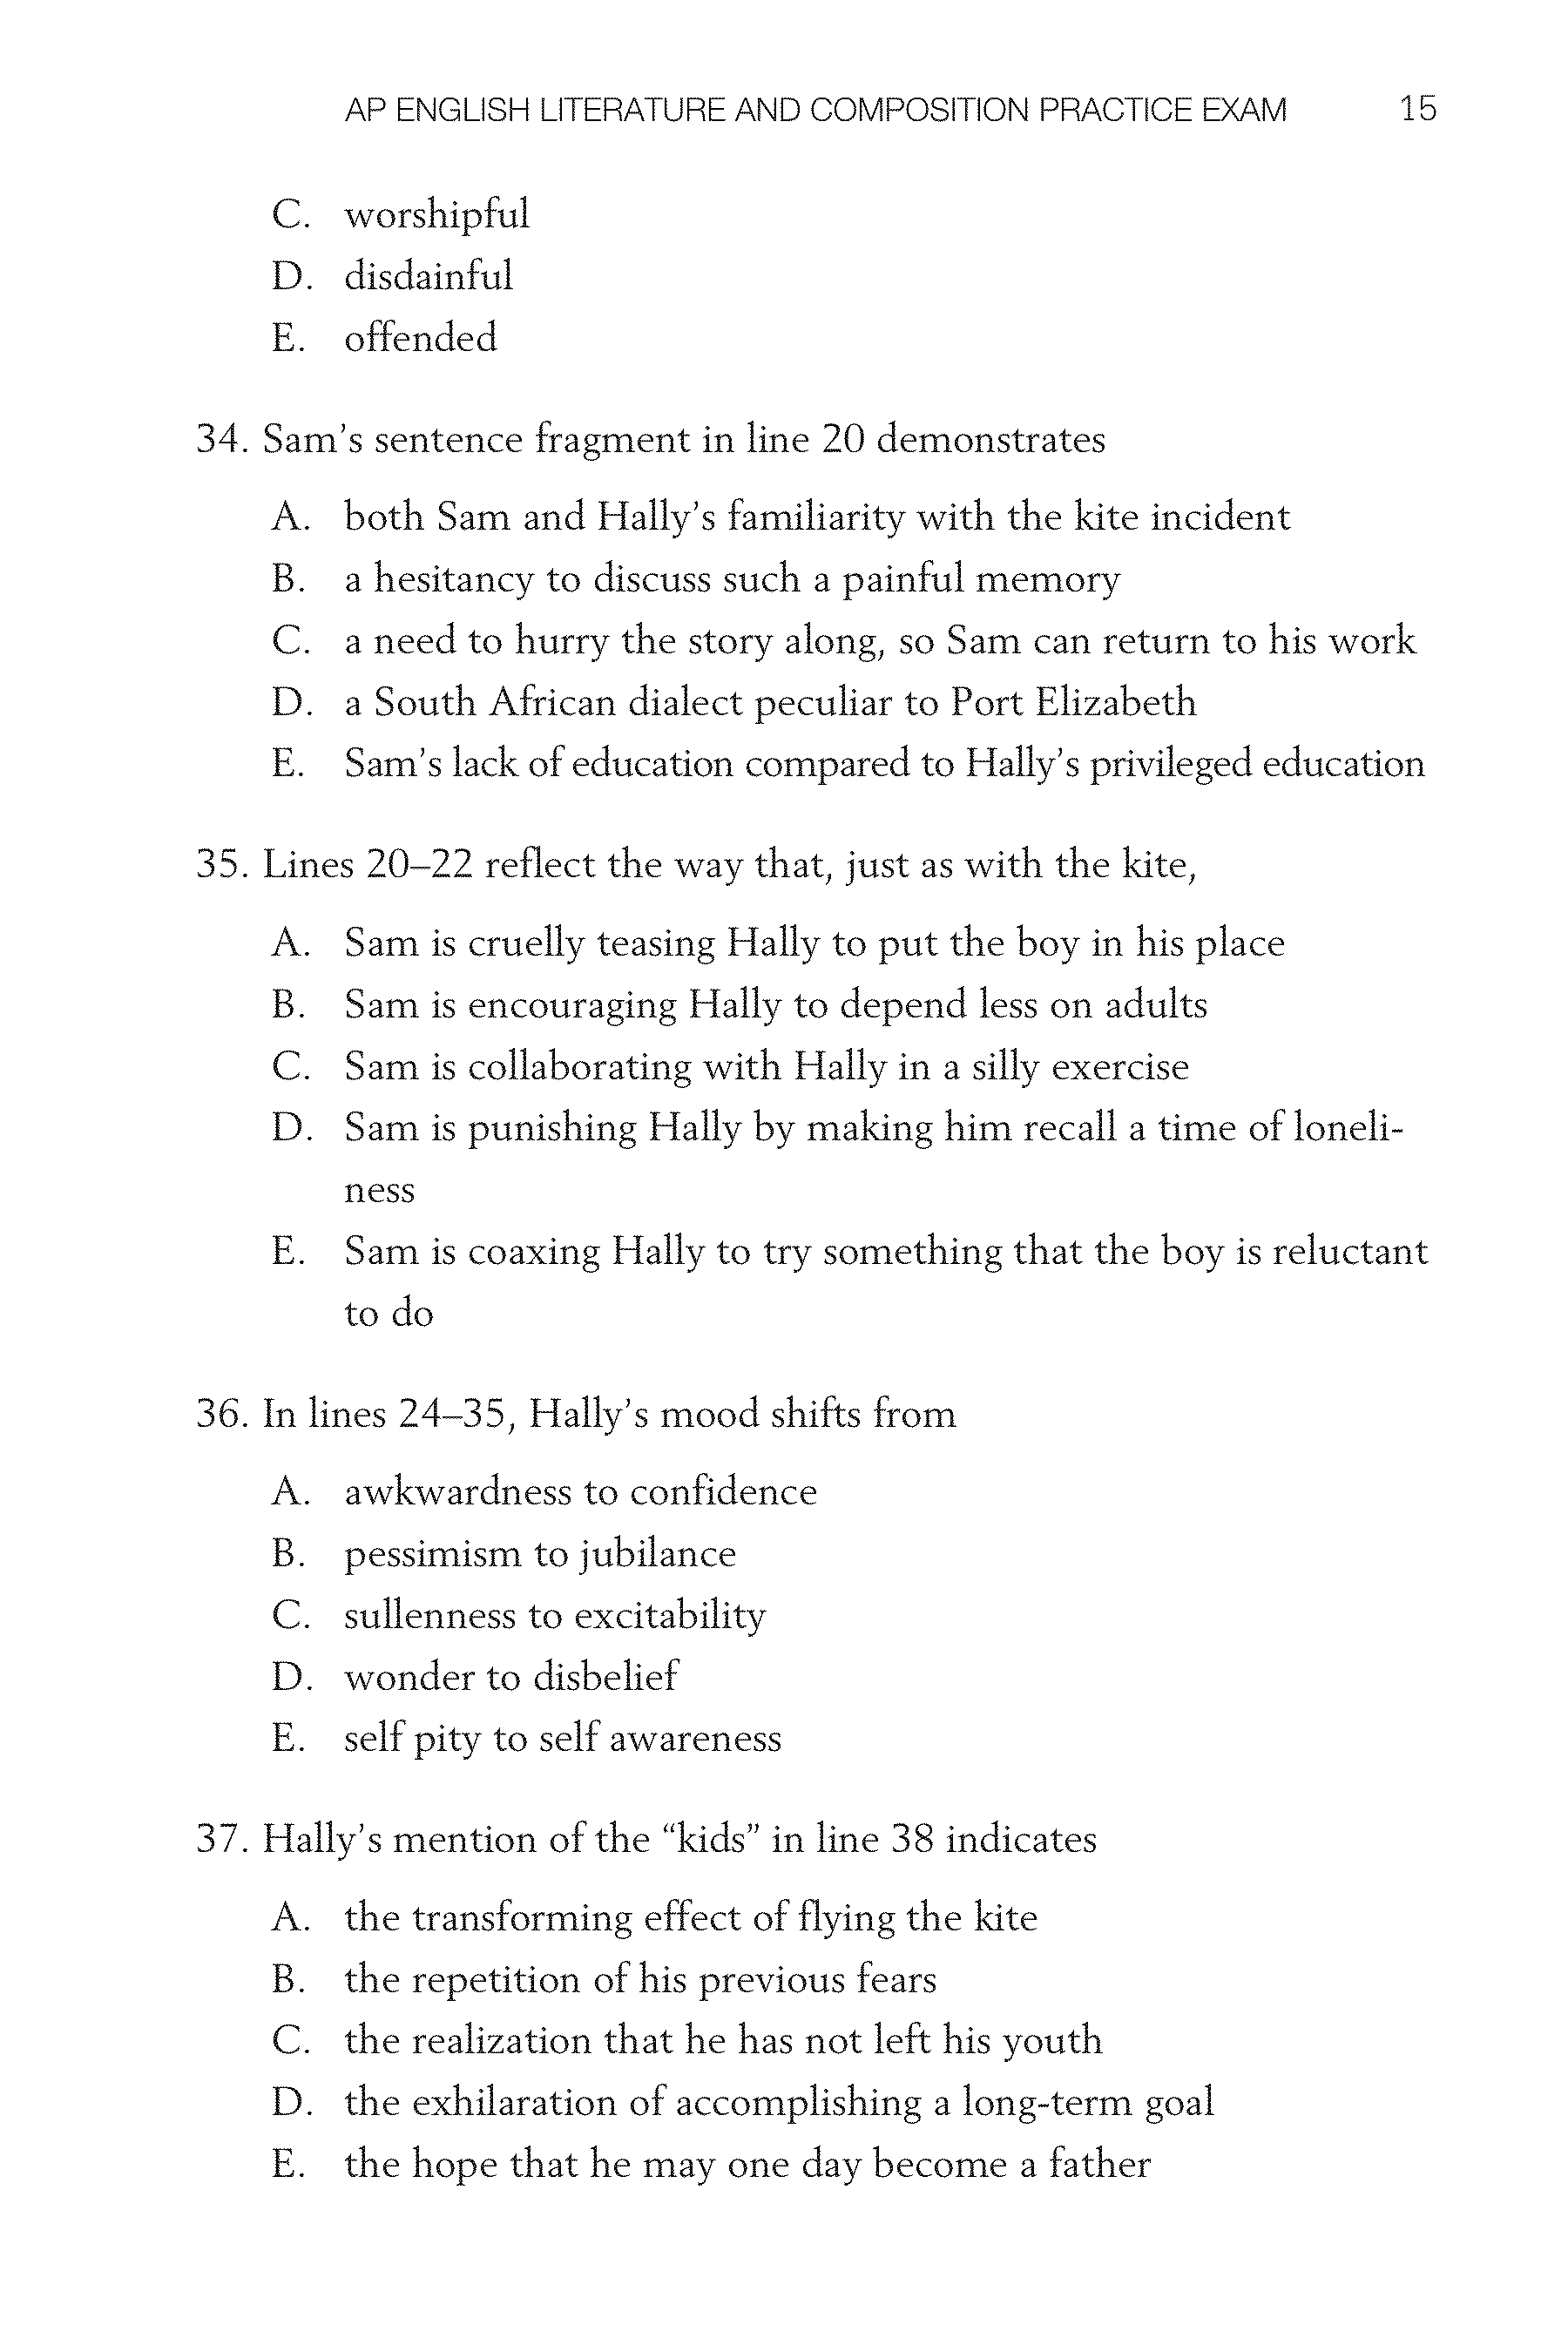 AP ENGLISH LITERATURE AND COMPOSITION PRACTICE EXAM 15
C. worshipful
D. disdainful
E. offended
34. Sam’s sentence fragment in line 20 demonstrates
A. both Sam and Hally’s familiarity with the kite incident
B. a hesitancy to discuss such a painful memory
C. a need to hurry the story along, so Sam can return to his work
D. a South African dialect peculiar to Port Elizabeth
E. Sam’s lack of education compared to Hally’s privileged education
35. Lines 20–22 reflect the way that, just as with the kite,
A. Sam is cruelly teasing Hally to put the boy in his place
B. Sam is encouraging Hally to depend less on adults
C. Sam is collaborating with Hally in a silly exercise
D. Sam is punishing Hally by making him recall a time of loneli-
ness
E. Sam is coaxing Hally to try something that the boy is reluctant
to do
36. In lines 24–35, Hally’s mood shifts from
A. awkwardness to confidence
B. pessimism to jubilance
C. sullenness to excitability
D. wonder to disbelief
E. self pity to self awareness
37. Hally’s mention of the “kids” in line 38 indicates
A. the transforming effect of flying the kite
B. the repetition of his previous fears
C. the realization that he has not left his youth
D. the exhilaration of accomplishing a long-term goal
E. the hope that he may one day become a father